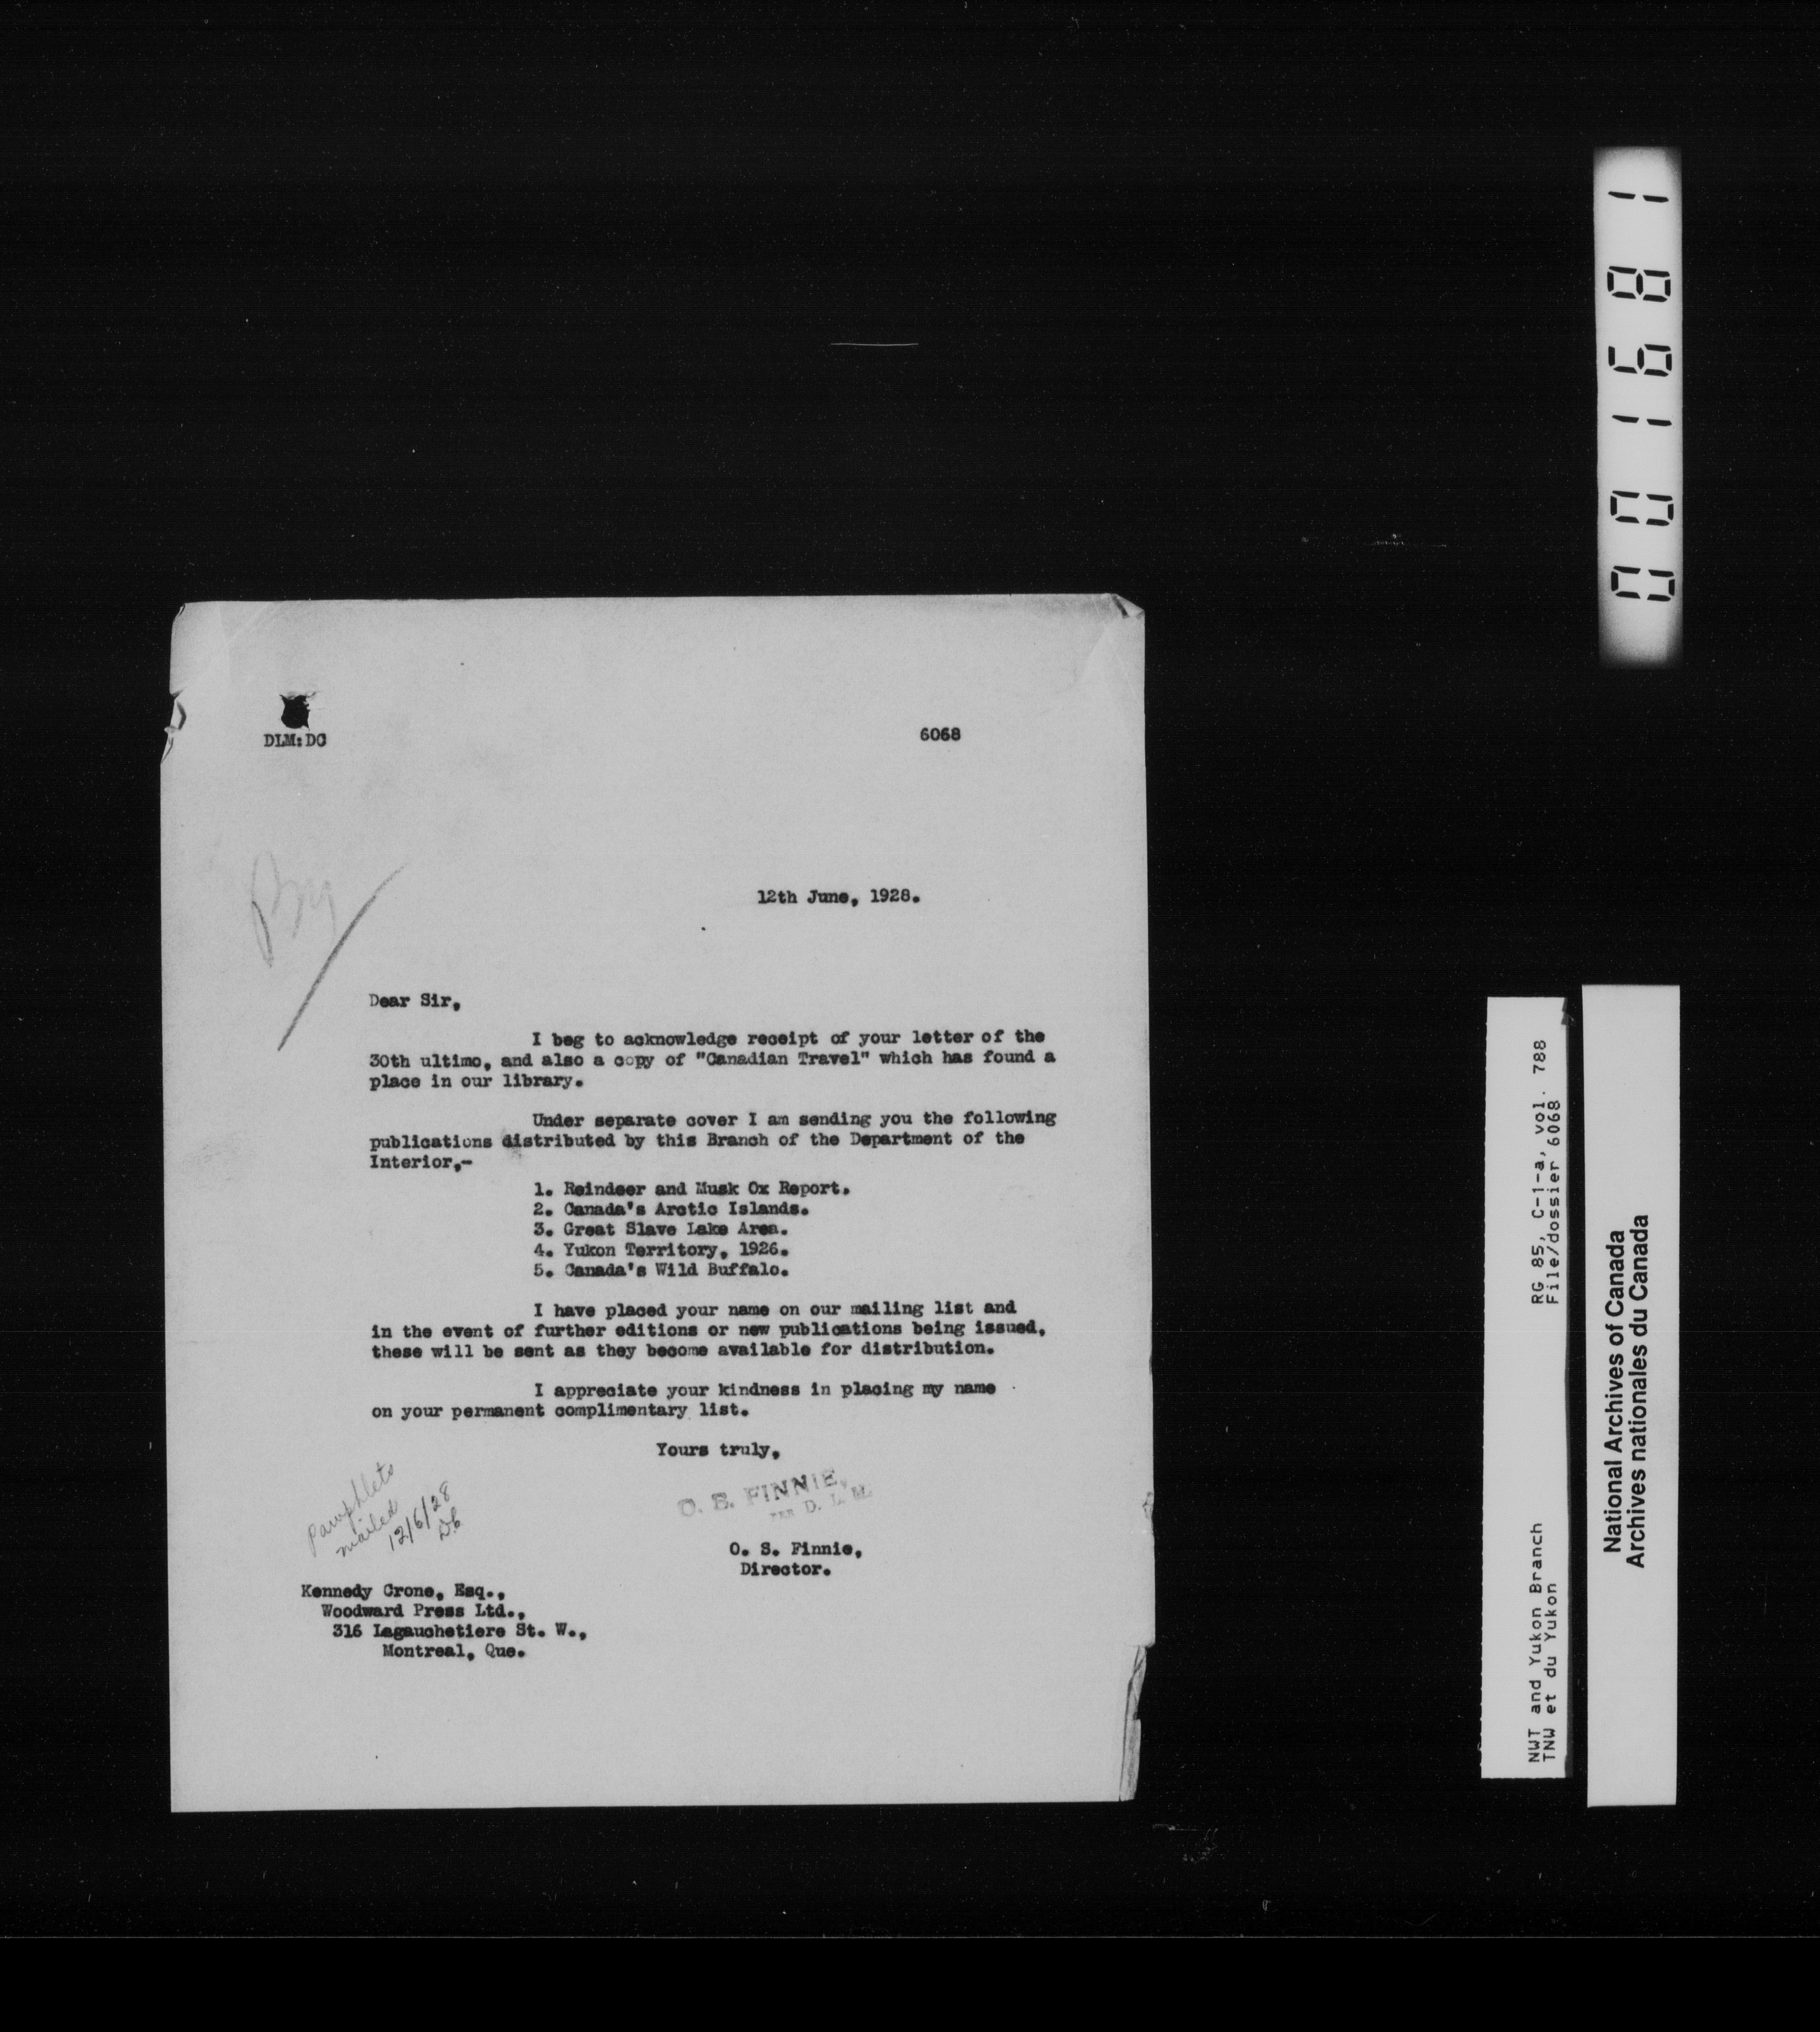 DLM:DC
6068
12th June, 1928.
Dear Sir,
I beg to acknowledge receipt of your letter of the
30th ultimo, and also a copy of "Canadian Travel" which has found a
place in our library.
Under separate cover I am sending you the following
publications distributed by this Branch of the Department of the
Interior,-
1. Reindeer and Musk Ox Report.
2. Canada's Arctic Islands.
3. Great Slave Lake Area.
4. Yukon Territory, 1926.
5. Canada's Wild Buffalo.
I have placed your name on our mailing list and
in the event of further editions or new publications being issued,
these will be sent as they become available for distribution.
I appreciate your kindness in placing my name
on your permanent complimentary list.
Yours truly,
O. S. FINNIE,
PER D. L. M.
O. S. Finnie,
Director.
Pamphlets
mailed
12/6/28
Kennedy Crone, Esq.,
Woodward Press Ltd.,
316 Lagauchetiere St. W.,
Montreal, Que.
001681
NWT and Yukon Branch RG 85, C-1-a, vol. 788
TNW et du Yukon File/dossier 6068
National Archives of Canada
Archives nationales du Canada